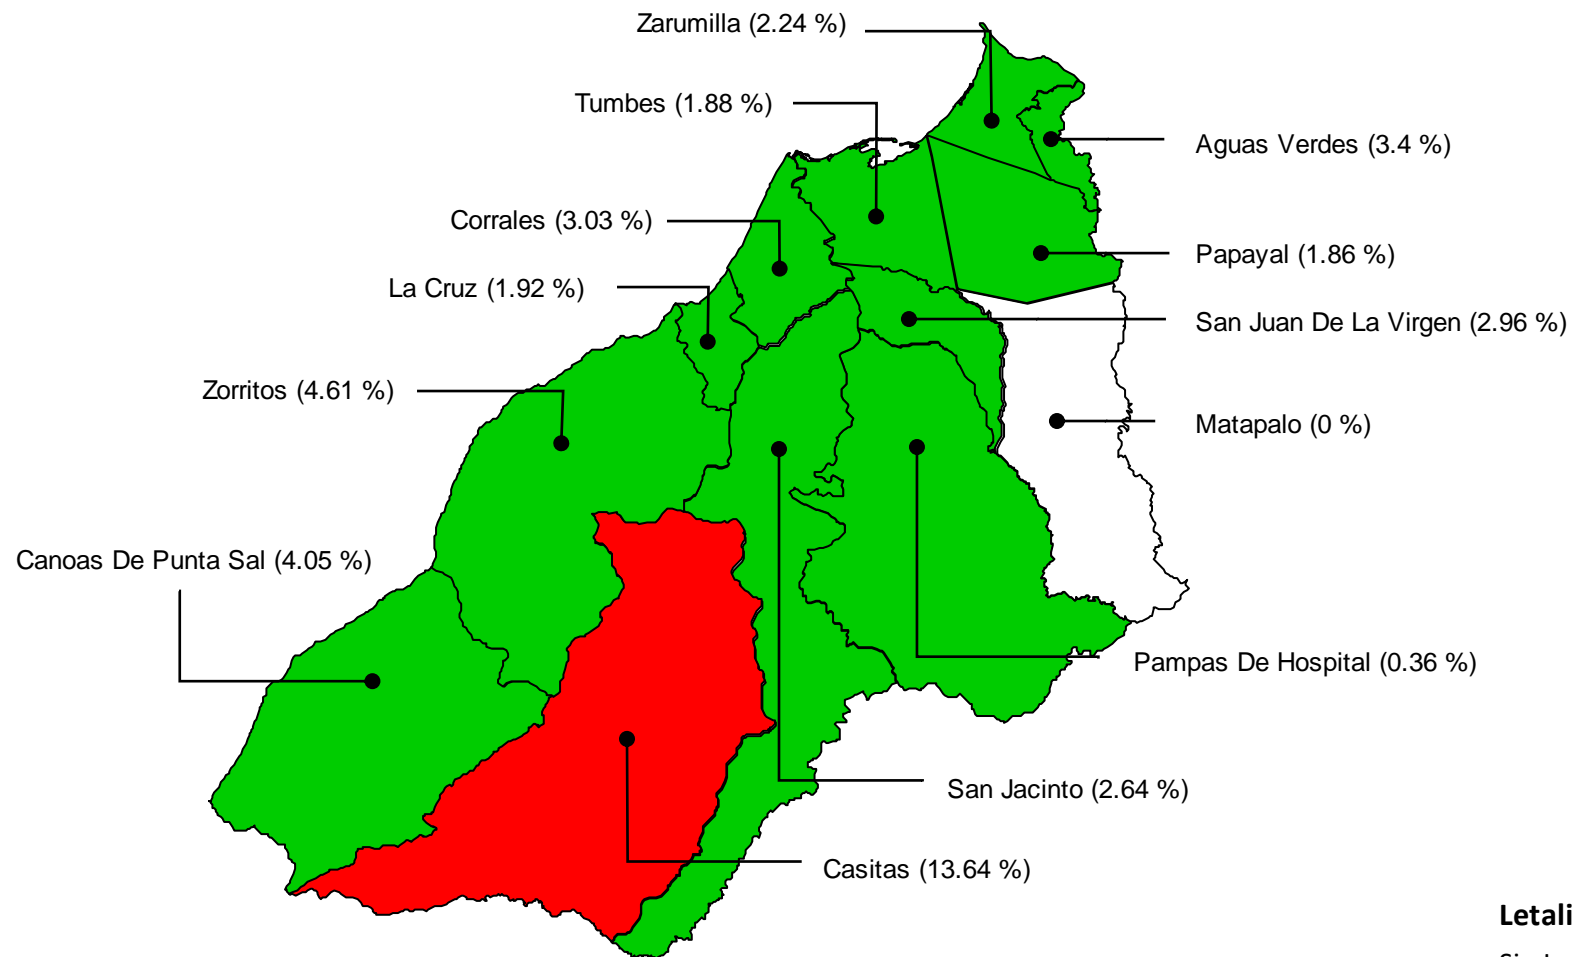 Zarumilla (2.24 %)
Tumbes (1.88 %)
Aguas Verdes (3.4 %)
Corrales (3.03 %)
Papayal (1.86 %)
La Cruz (1.92 %)
San Juan De La Virgen (2.96 %)
Zorritos (4.61 %)
Matapalo (0 %)
Canoas De Punta Sal (4.05 %)
Pampas De Hospital (0.36 %)
San Jacinto (2.64 %)
Casitas (13.64 %)
Letali